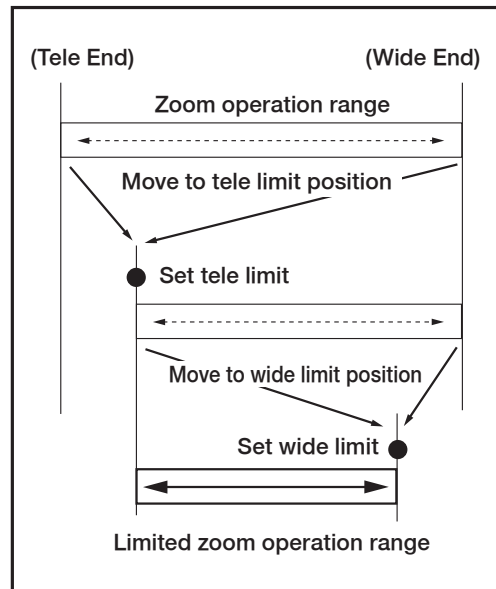 (Tele End)
(Wide End)
Zoom operation range
Move to tele limit position
Set tele limit
Move to wide limit position
Set wide limit
Limited zoom operation range